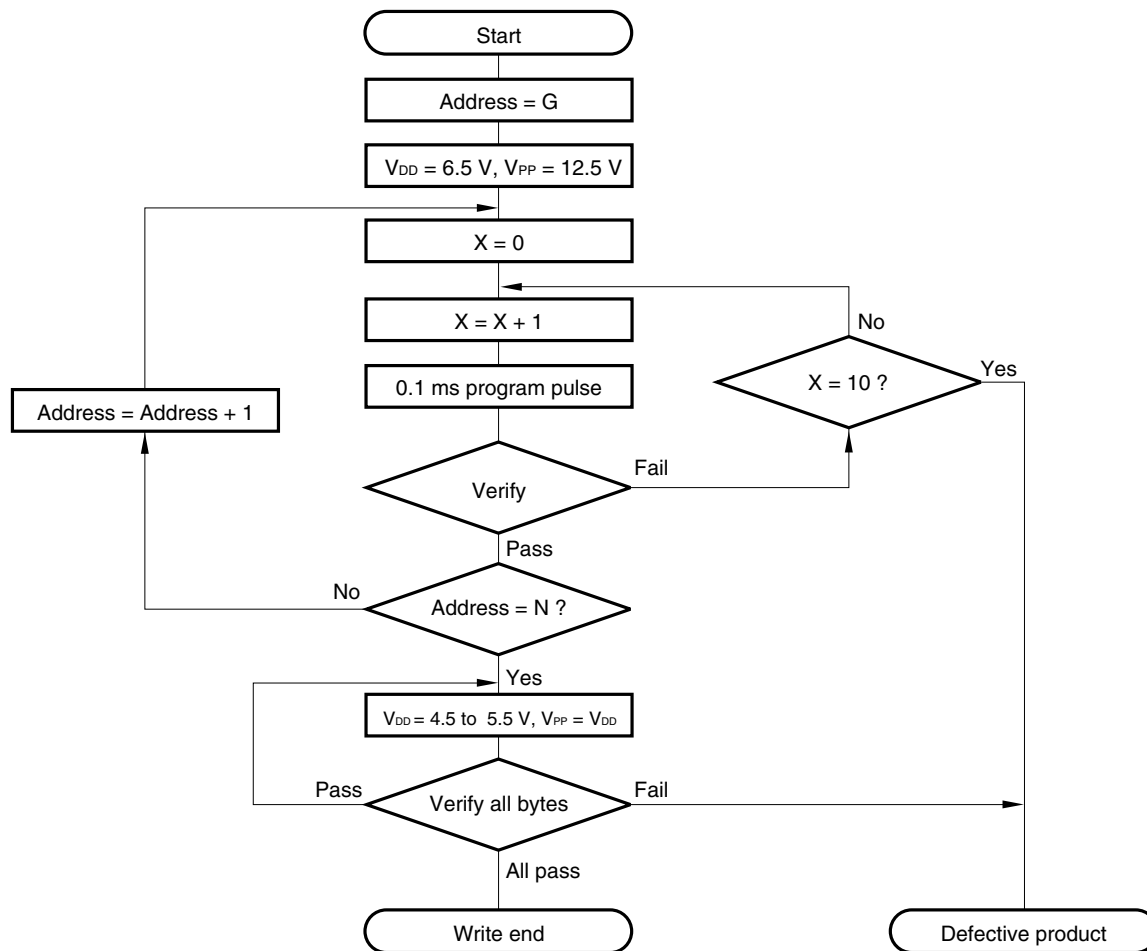 Start
Address = G
VDD = 6.5 V, VPP = 12.5 V
X = 0
X = X + 1
No
0.1 ms program pulse
X = 10 ?
Yes
Address = Address + 1
Verify
Fail
Pass
No
Address = N ?
Yes
VDD = 4.5 to 5.5 V, VPP = VDD
Pass
Verify all bytes
Fail
All pass
Write end
Defective product